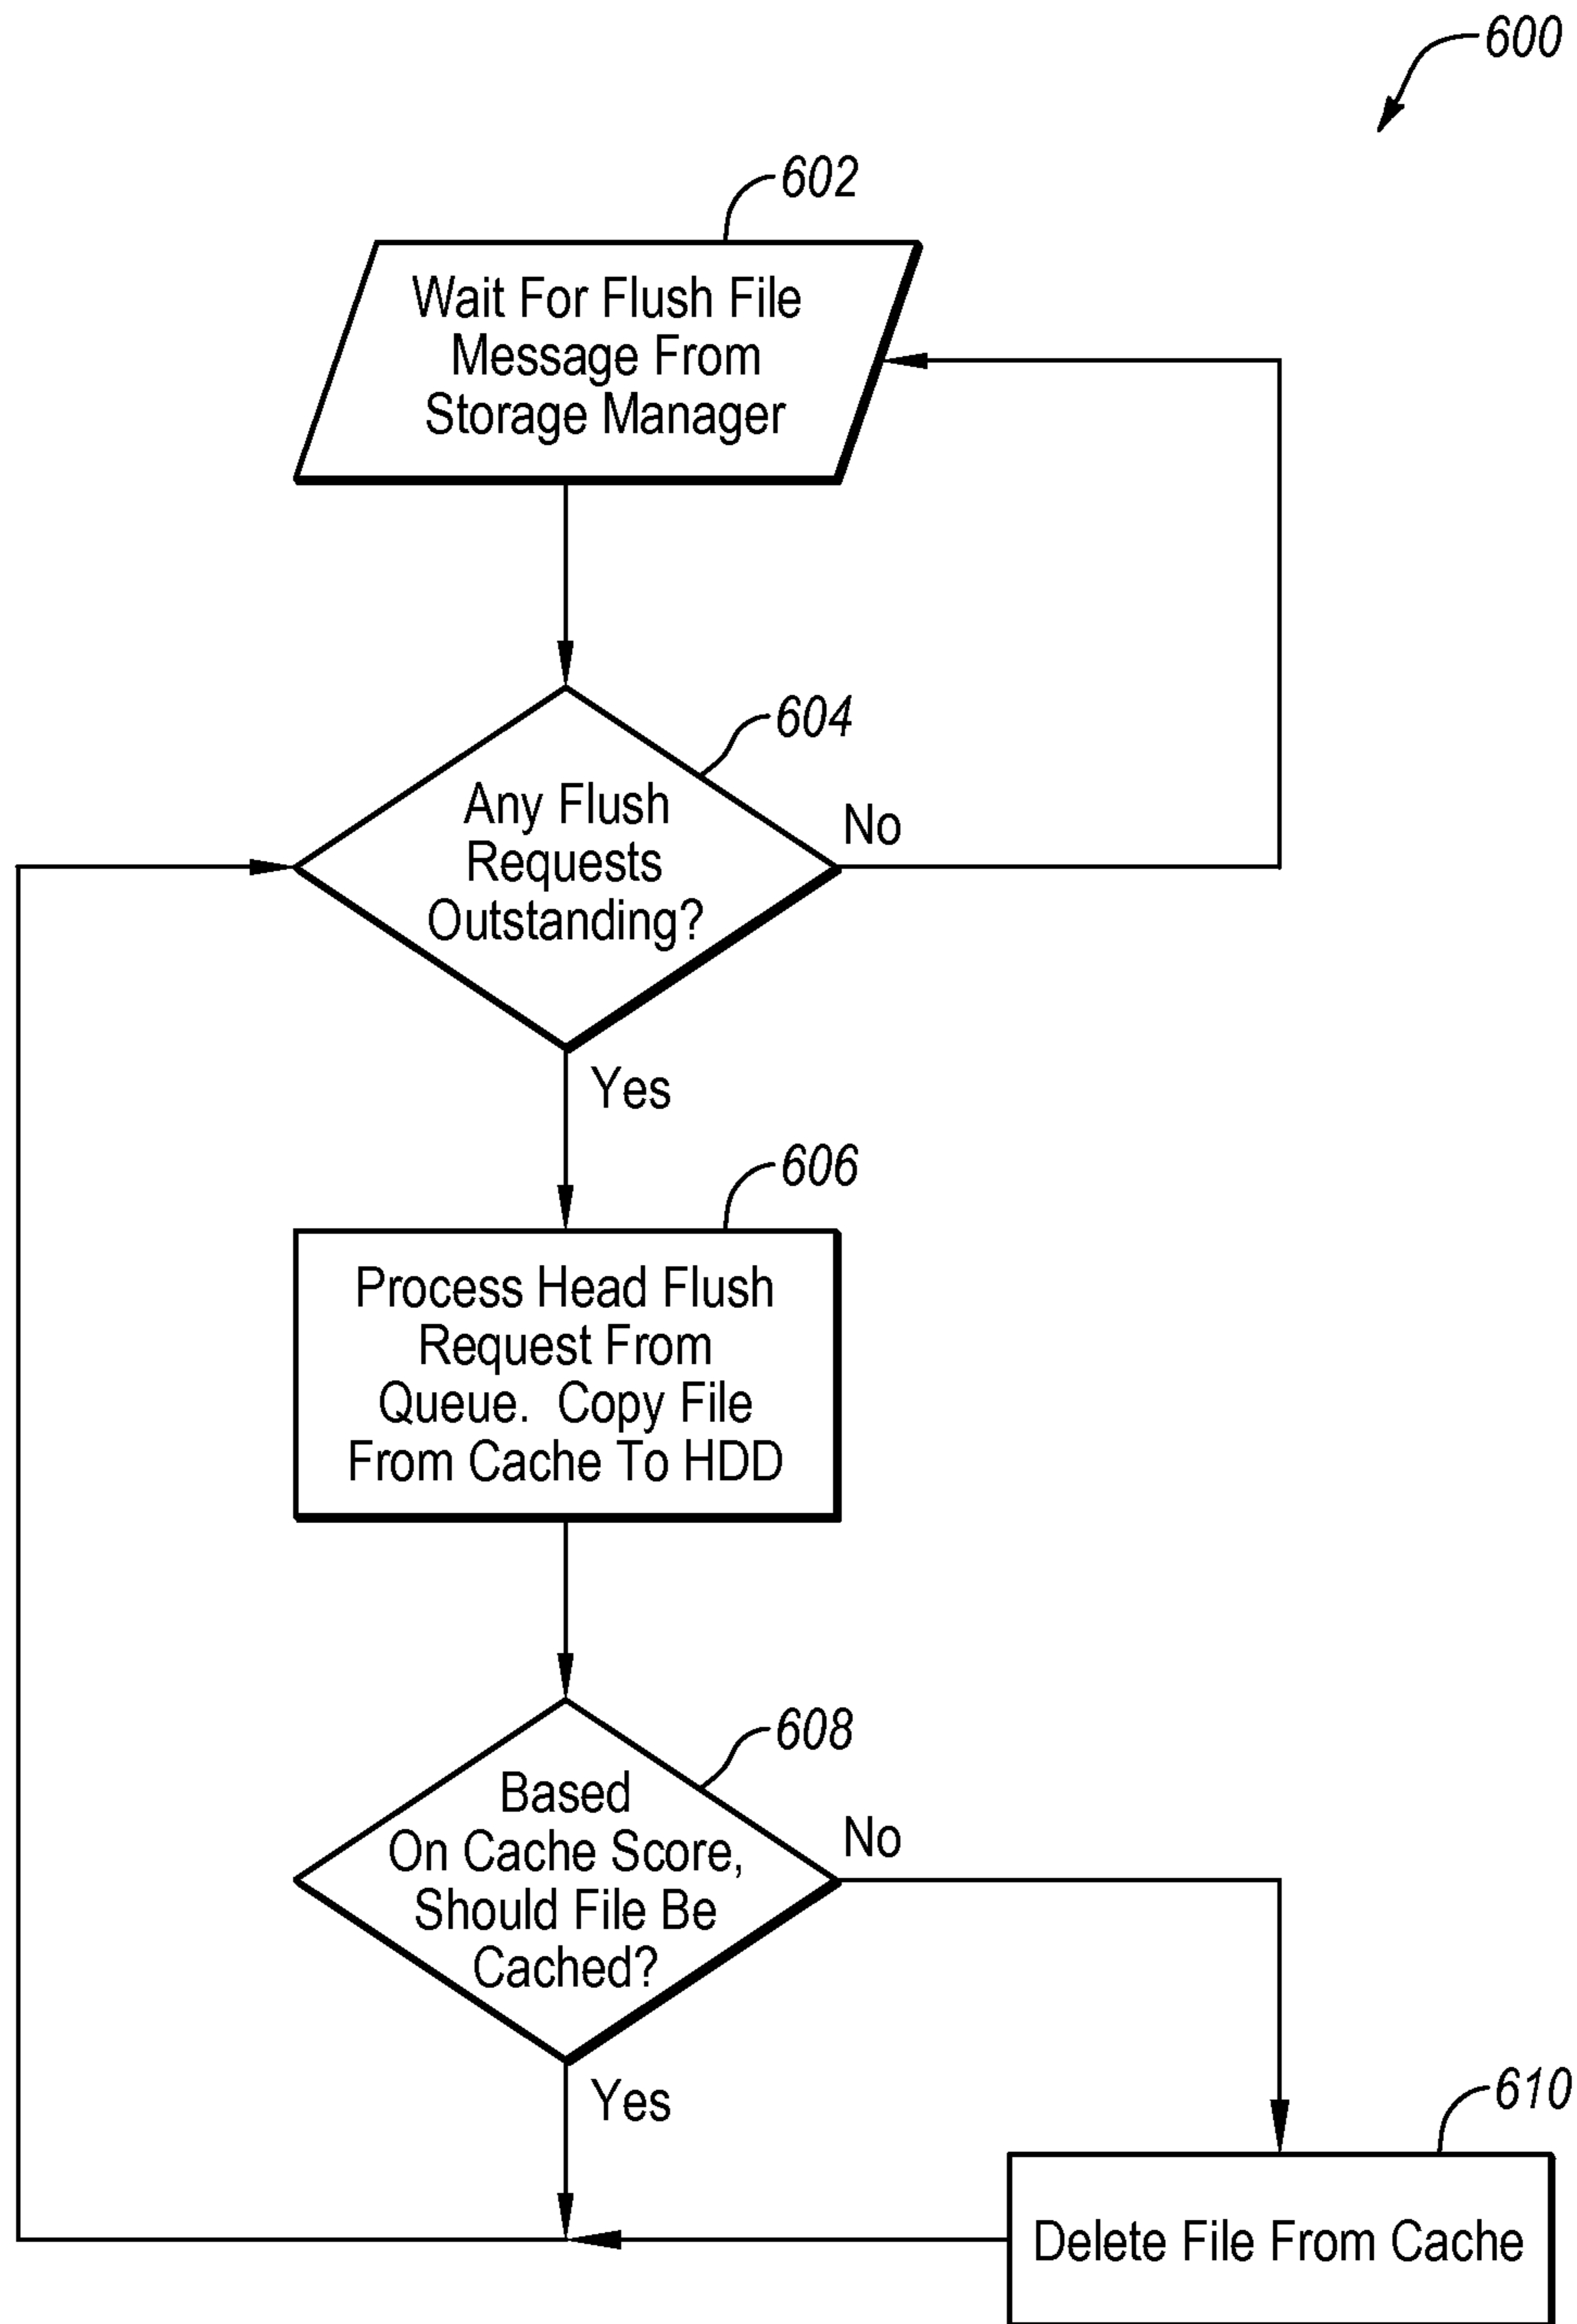 600
602
Wait For Flush File
Message From
Storage Manager
604
Any Flush
Requests
Outstanding?
No
Yes
606
Process Head Flush
Request From
Queue. Copy File
From Cache To HDD
608
Based
On Cache Score,
Should File Be
Cached?
No
Yes
610
Delete File From Cache